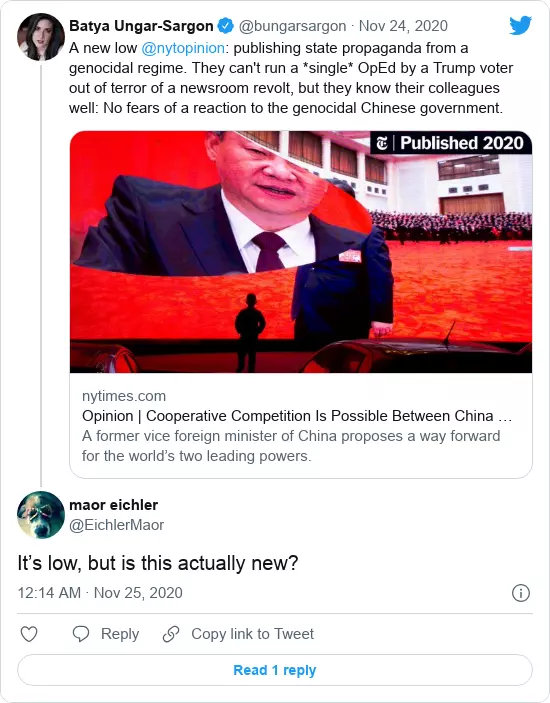 Batya Ungar-Sargon @bungarsargon · Nov 24, 2020
A new low @nytopinion: publishing state propaganda from a
genocidal regime. They can't run a *single* OpEd by a Trump voter
out of terror of a newsroom revolt, but they know their colleagues
well: No fears of a reaction to the genocidal Chinese government.
T | Published 2020
nytimes.com
Opinion | Cooperative Competition Is Possible Between China ...
A former vice foreign minister of China proposes a way forward
for the world's two leading powers.
maor eichler
@EichlerMaor
It's low, but is this actually new?
12:14 AM · Nov 25, 2020
Reply
Copy link to Tweet
Read 1 reply